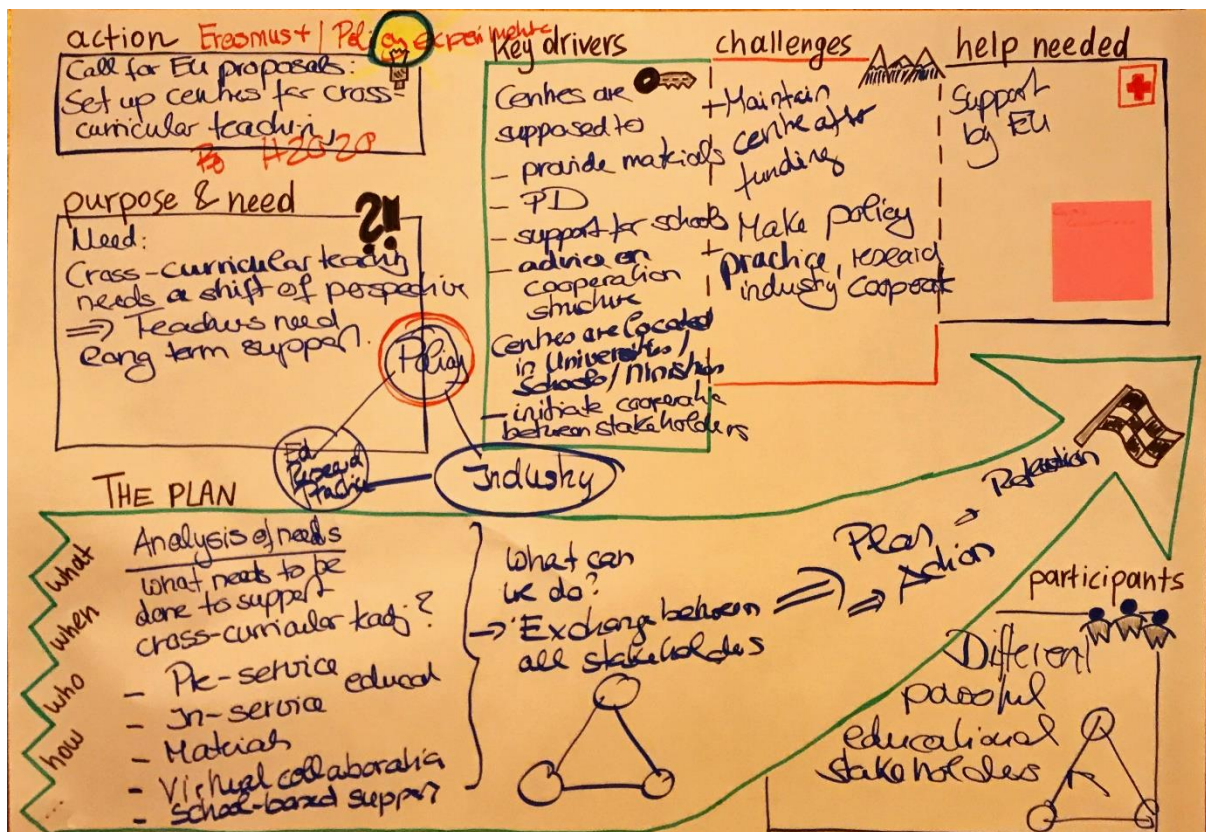 action Erasmus+ / Policy experiments
Call for EU proposals:
Set up centres for cross-
curricular teaching
H2020
purpose & need
?!!
Need:
Cross-curricular teaching
needs a shift of perspective
⇒ Teachers need
long term support.
Policy
Ed
Research
Practice
Industry
Key drivers
Centres are
supposed to
- provide materials
- PD
- support for schools
- advice on
cooperation
structure
Centres are located
in Universities/
Schools/Ministries
- initiate cooperation
between stakeholders
challenges
+ Maintain
centre after
funding
+ Make policy
practice, research
industry cooperate
help needed
Support
by EU
THE PLAN
what
when
who
how
...
Analysis of needs
What needs to be
done to support
cross-curricular teachg?
- Pre-service educat
- In-service
- Materials
- Virtual collaboration
- School-based support
What can
we do?
→ Exchange between
all stakeholders
⇒ Plan
⇒ Action
→ Reflection
participants
Different
educational
stakeholders